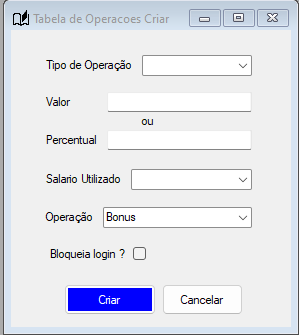 Tabela de Operacoes Criar
Tipo de Operação
Valor
ou
Percentual
Salario Utilizado
Operação Bonus
Bloqueia login ?
Criar Cancelar